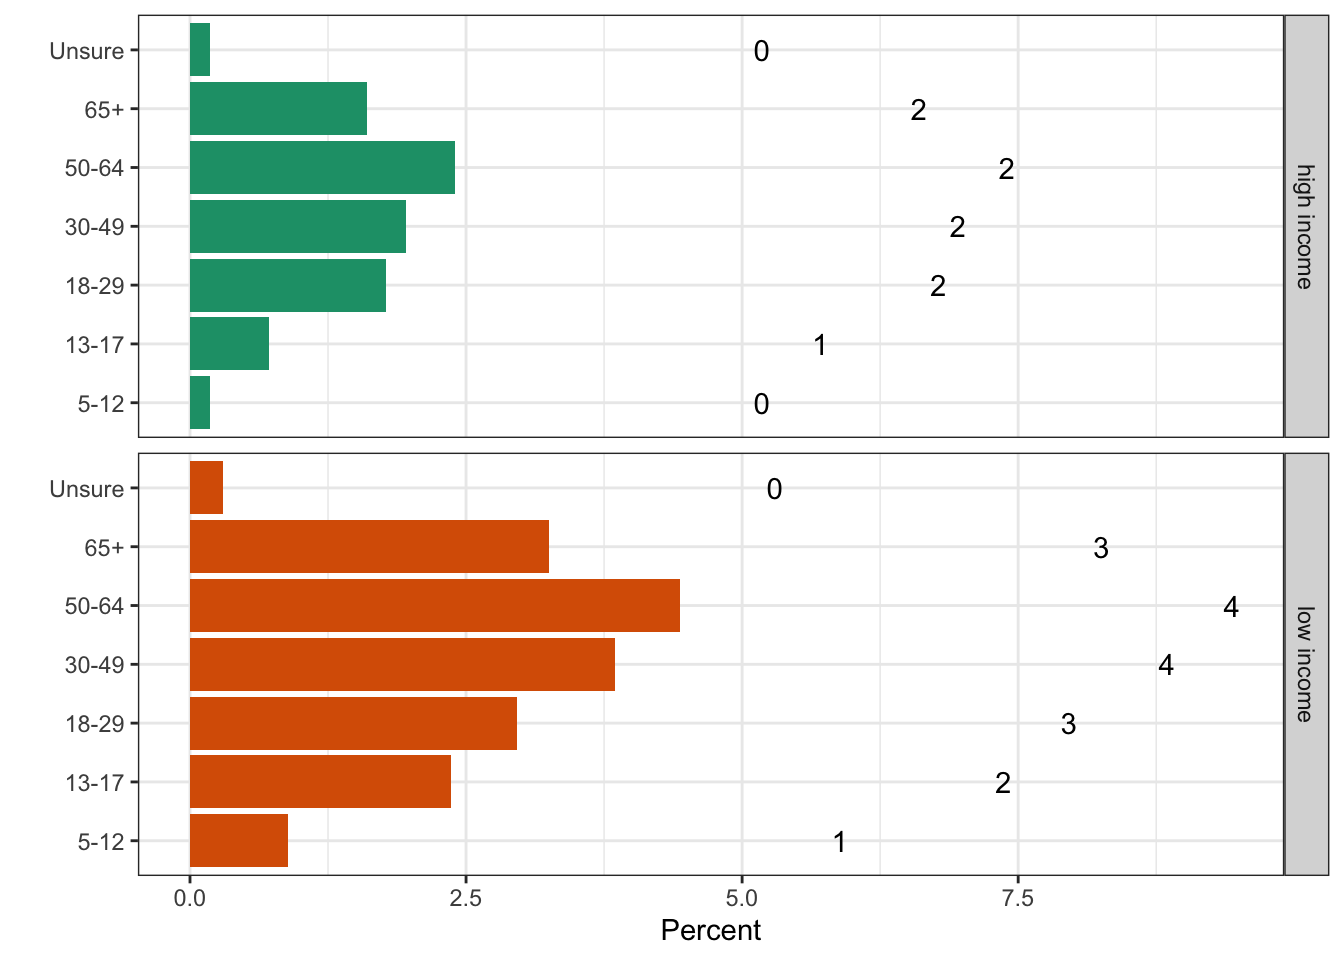 Unsure 0
65+ 2
50-64 2
30-49 2
18-29 2
13-17 1
5-12 0
high income
Unsure 0
65+ 3
50-64 4
30-49 4
18-29 3
13-17 2
5-12 1
low income
0.0 2.5 5.0 7.5
Percent